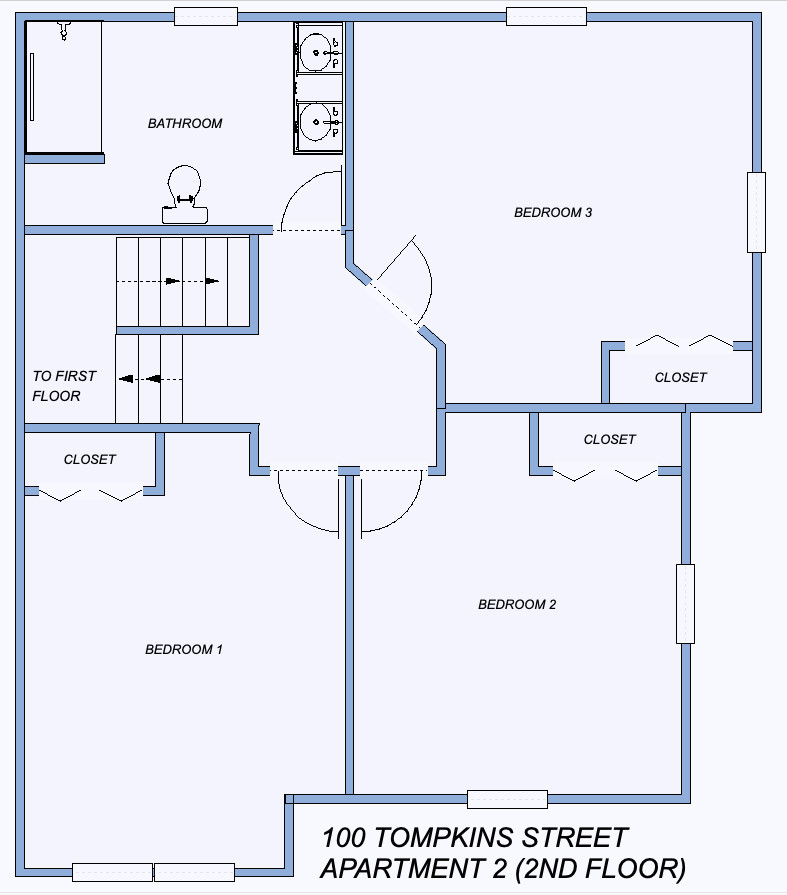 BATHROOM
BEDROOM 3
TO FIRST
FLOOR
CLOSET
CLOSET
CLOSET
BEDROOM 2
BEDROOM 1
100 TOMPKINS STREET
APARTMENT 2 (2ND FLOOR)